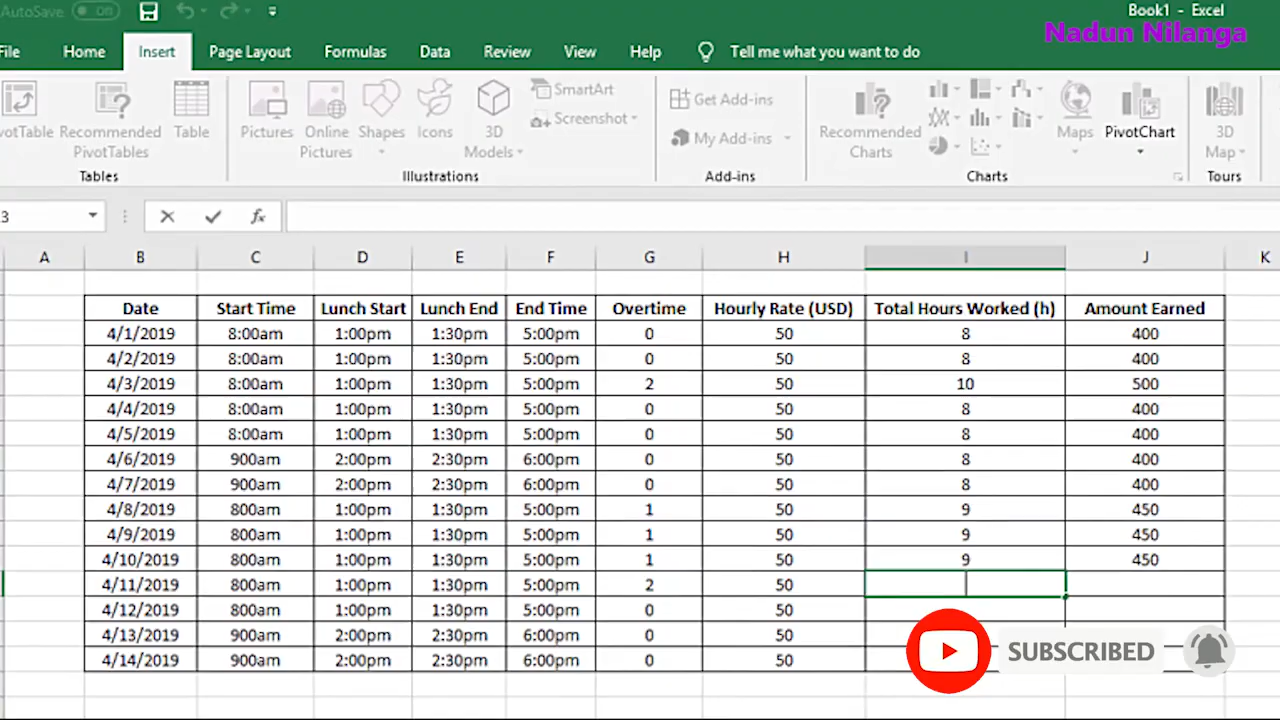 AutoSave Off
Book1 - Excel
Nadun Nilanga
File Home Insert Page Layout Formulas Data Review View Help Tell me what you want to do
PivotTable Recommended PivotTables Table
Tables
Pictures Online Pictures Shapes Icons 3D Models SmartArt Screenshot
Illustrations
Get Add-ins
My Add-ins
Add-ins
Recommended Charts Maps PivotChart
Charts
3D Map
Tours
3 fx
A B C D E F G H I J K
Date Start Time Lunch Start Lunch End End Time Overtime Hourly Rate (USD) Total Hours Worked (h) Amount Earned
4/1/2019 8:00am 1:00pm 1:30pm 5:00pm 0 50 8 400
4/2/2019 8:00am 1:00pm 1:30pm 5:00pm 0 50 8 400
4/3/2019 8:00am 1:00pm 1:30pm 5:00pm 2 50 10 500
4/4/2019 8:00am 1:00pm 1:30pm 5:00pm 0 50 8 400
4/5/2019 8:00am 1:00pm 1:30pm 5:00pm 0 50 8 400
4/6/2019 900am 2:00pm 2:30pm 6:00pm 0 50 8 400
4/7/2019 900am 2:00pm 2:30pm 6:00pm 0 50 8 400
4/8/2019 800am 1:00pm 1:30pm 5:00pm 1 50 9 450
4/9/2019 800am 1:00pm 1:30pm 5:00pm 1 50 9 450
4/10/2019 800am 1:00pm 1:30pm 5:00pm 1 50 9 450
4/11/2019 800am 1:00pm 1:30pm 5:00pm 2 50
4/12/2019 800am 1:00pm 1:30pm 5:00pm 0 50
4/13/2019 900am 2:00pm 2:30pm 6:00pm 0 50
4/14/2019 900am 2:00pm 2:30pm 6:00pm 0 50
SUBSCRIBED